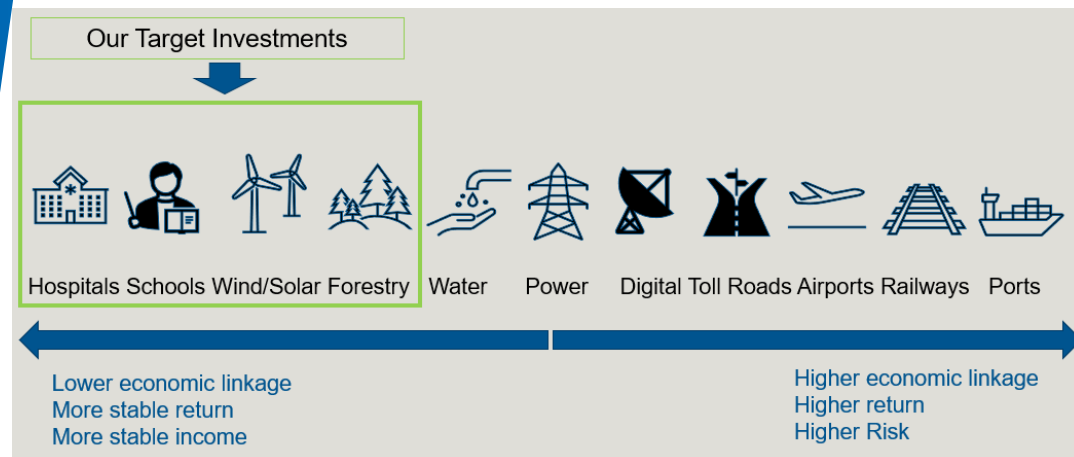 Our Target Investments
Hospitals Schools Wind/Solar Forestry Water Power Digital Toll Roads Airports Railways Ports
Lower economic linkage
More stable return
More stable income
Higher economic linkage
Higher return
Higher Risk